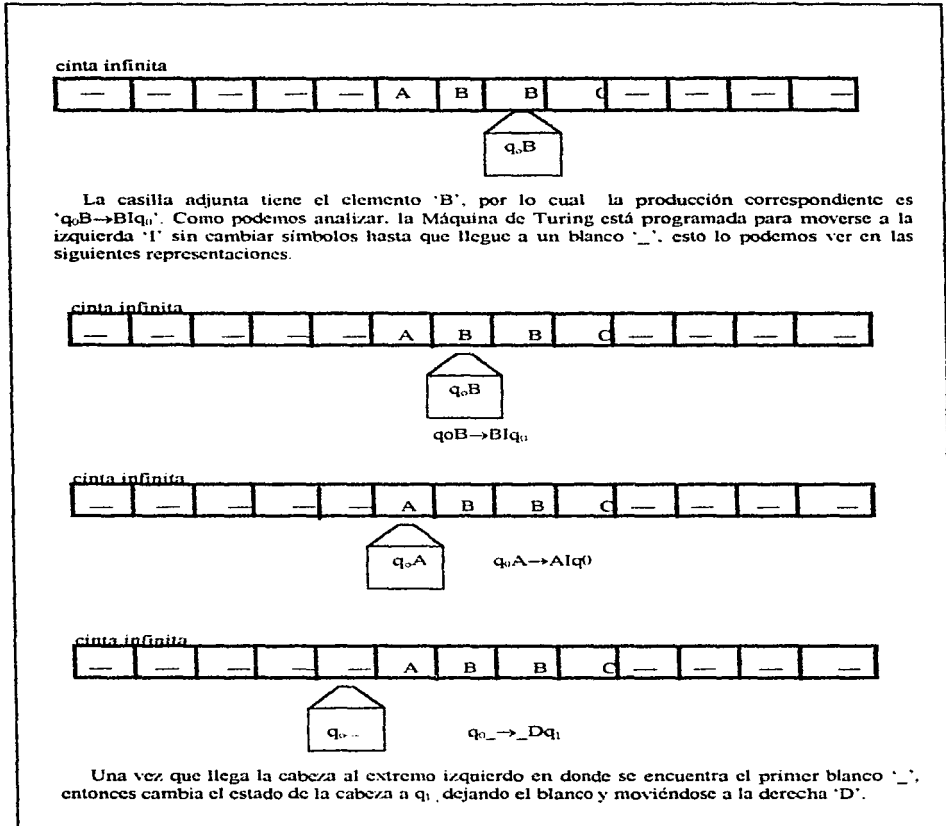 cinta infinita
— — — — — A B B C — — — —
q₀B
La casilla adjunta tiene el elemento ‘B’, por lo cual la producción correspondiente es
‘q₀B→BIq₀’. Como podemos analizar, la Máquina de Turing está programada para moverse a la
izquierda ‘I’ sin cambiar símbolos hasta que llegue a un blanco ‘_’, esto lo podemos ver en las
siguientes representaciones.
cinta infinita
— — — — — A B B C — — — —
q₀B
qoB→BIq₀
cinta infinita
— — — — — A B B C — — — —
q₀A q₀A→AIq0
cinta infinita
— — — — — A B B C — — — —
q₀_ q₀_→_Dq₁
Una vez que llega la cabeza al extremo izquierdo en donde se encuentra el primer blanco ‘_’,
entonces cambia el estado de la cabeza a q₁, dejando el blanco y moviéndose a la derecha ‘D’.